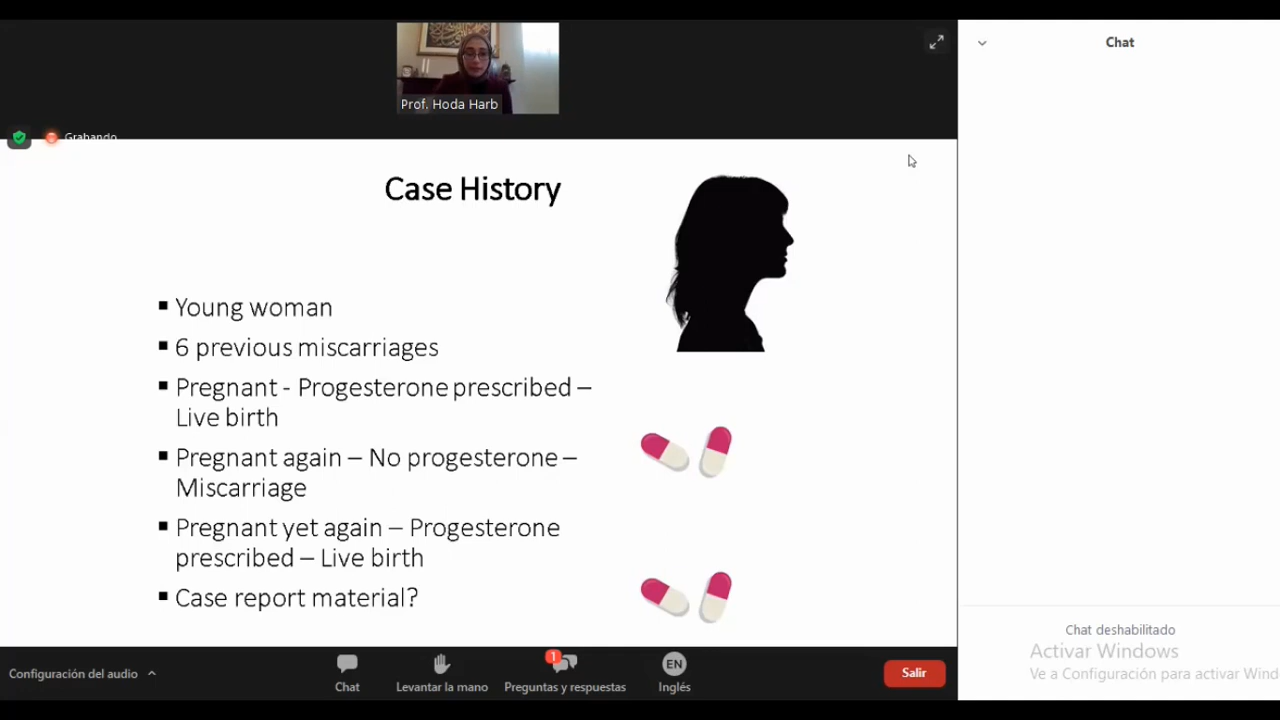 Chat
Prof. Hoda Harb
Grabando
Case History
▪ Young woman
▪ 6 previous miscarriages
▪ Pregnant - Progesterone prescribed –
Live birth
▪ Pregnant again – No progesterone –
Miscarriage
▪ Pregnant yet again – Progesterone
prescribed – Live birth
▪ Case report material?
Chat deshabilitado
Activar Windows
Ve a Configuración para activar Wind
Configuración del audio
Chat
Levantar la mano
1
Preguntas y respuestas
EN
Inglés
Salir